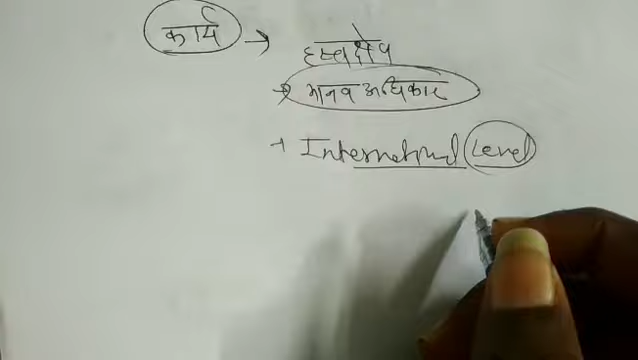 कार्य →
हस्तक्षेप
→ मानव अधिकार
+ International Level